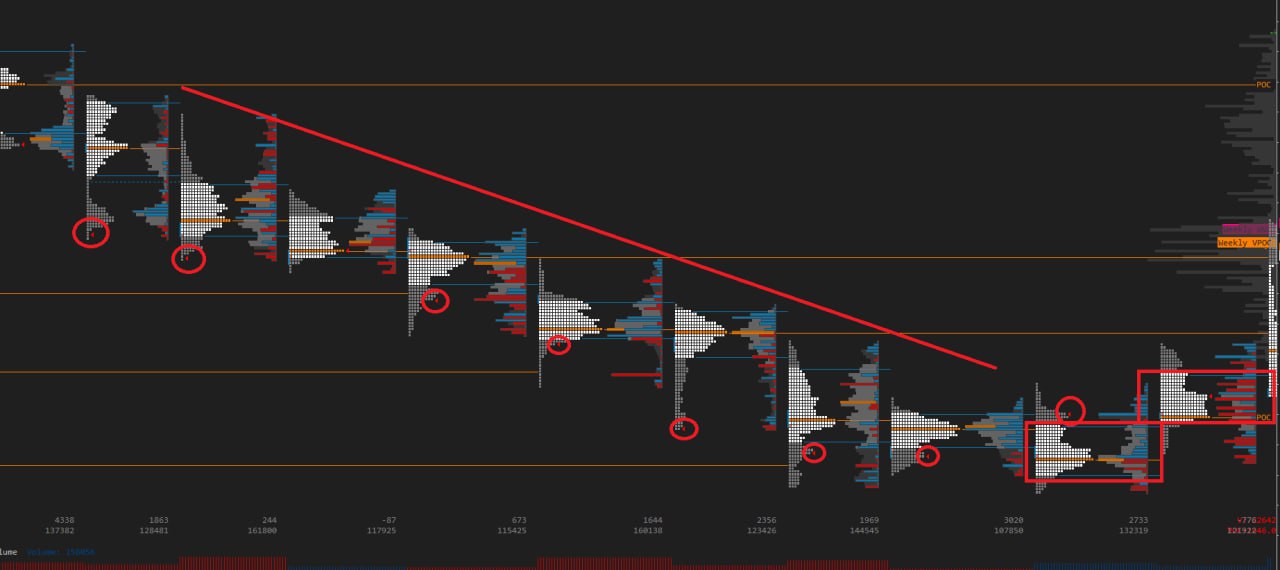 POC
Weekly VPOC
POC
4338 1863 244 -87 673 1644 2356 1969 3020 2733
137382 128481 161800 117925 115425 160138 123426 144545 107850 132319
lume Volume: 158056